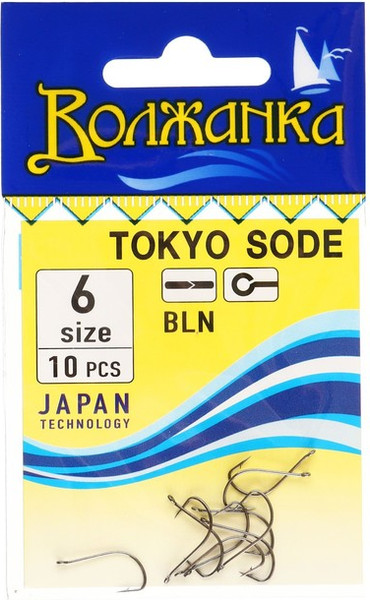 Волжанка
TOKYO SODE
6
size
10 PCS
BLN
JAPAN
TECHNOLOGY